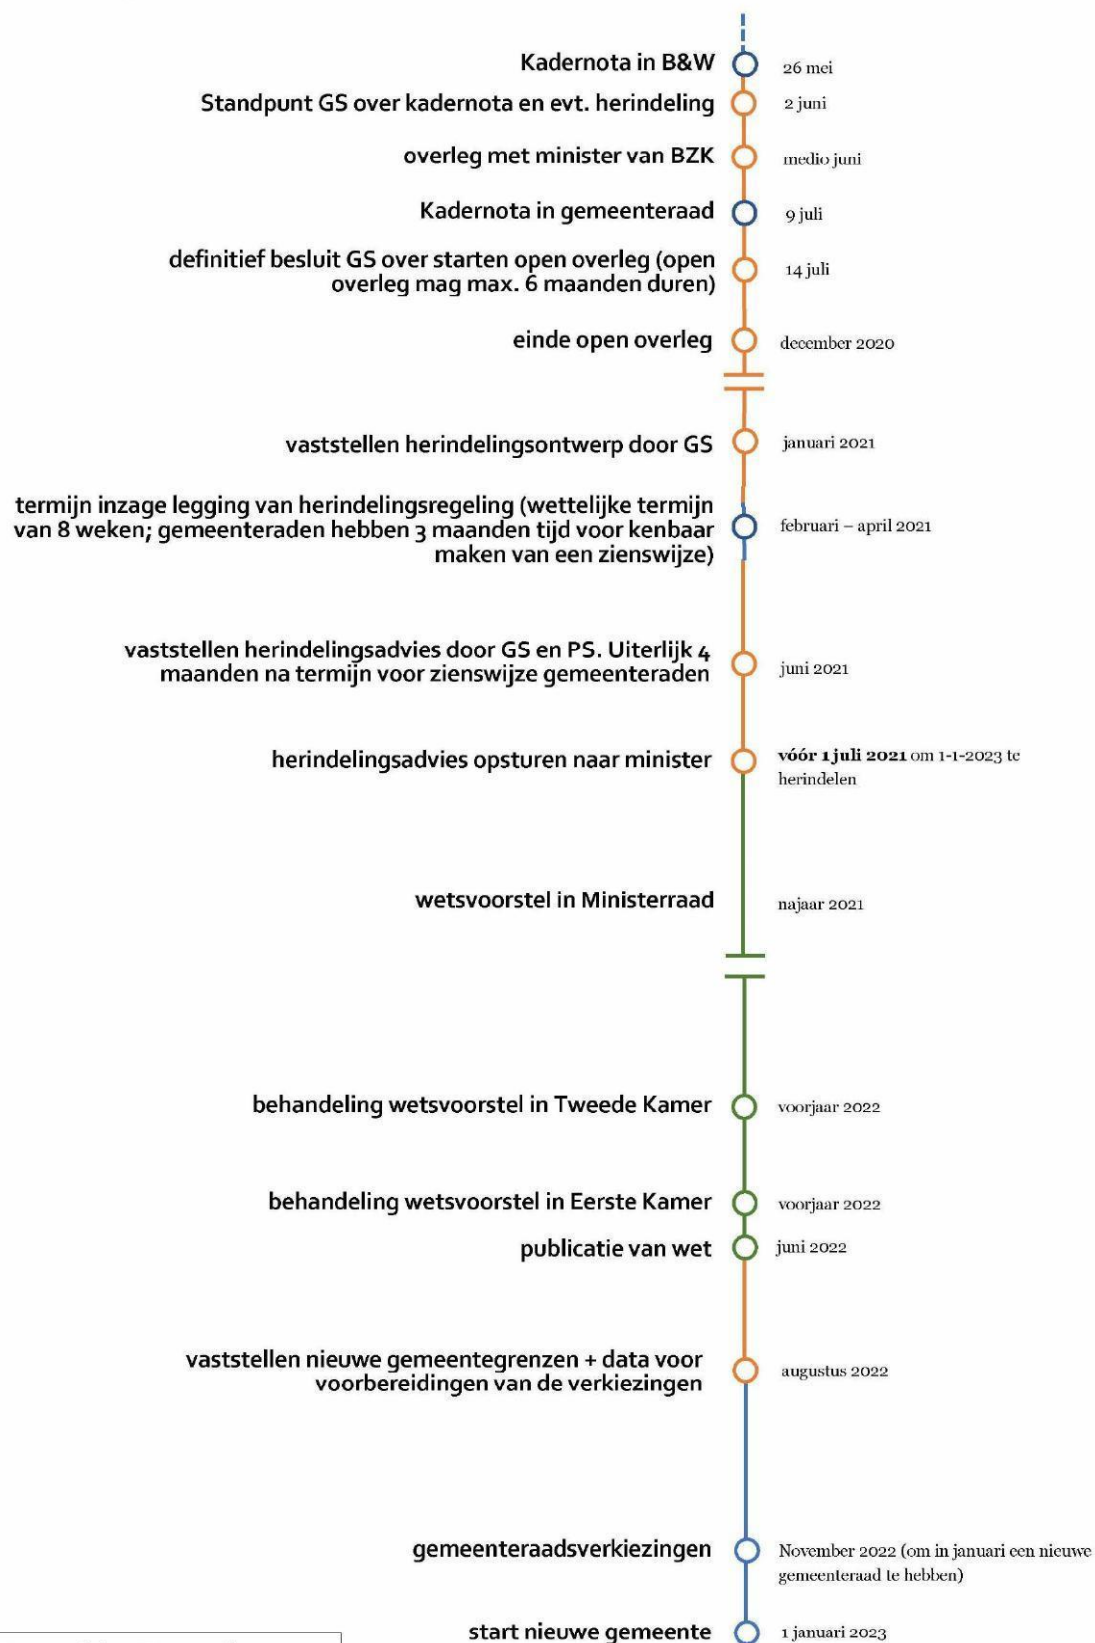 Kadernota in B&W
26 mei
Standpunt GS over kadernota en evt. herindeling
2 juni
overleg met minister van BZK
medio juni
Kadernota in gemeenteraad
9 juli
definitief besluit GS over starten open overleg (open
overleg mag max. 6 maanden duren)
14 juli
einde open overleg
december 2020
vaststellen herindelingsontwerp door GS
januari 2021
termijn inzage legging van herindelingsregeling (wettelijke termijn
van 8 weken; gemeenteraden hebben 3 maanden tijd voor kenbaar
maken van een zienswijze)
februari – april 2021
vaststellen herindelingsadvies door GS en PS. Uiterlijk 4
maanden na termijn voor zienswijze gemeenteraden
juni 2021
herindelingsadvies opsturen naar minister
vóór 1 juli 2021 om 1-1-2023 te
herindelen
wetsvoorstel in Ministerraad
najaar 2021
behandeling wetsvoorstel in Tweede Kamer
voorjaar 2022
behandeling wetsvoorstel in Eerste Kamer
voorjaar 2022
publicatie van wet
juni 2022
vaststellen nieuwe gemeentegrenzen + data voor
voorbereidingen van de verkiezingen
augustus 2022
gemeenteraadsverkiezingen
November 2022 (om in januari een nieuwe
gemeenteraad te hebben)
start nieuwe gemeente
1 januari 2023